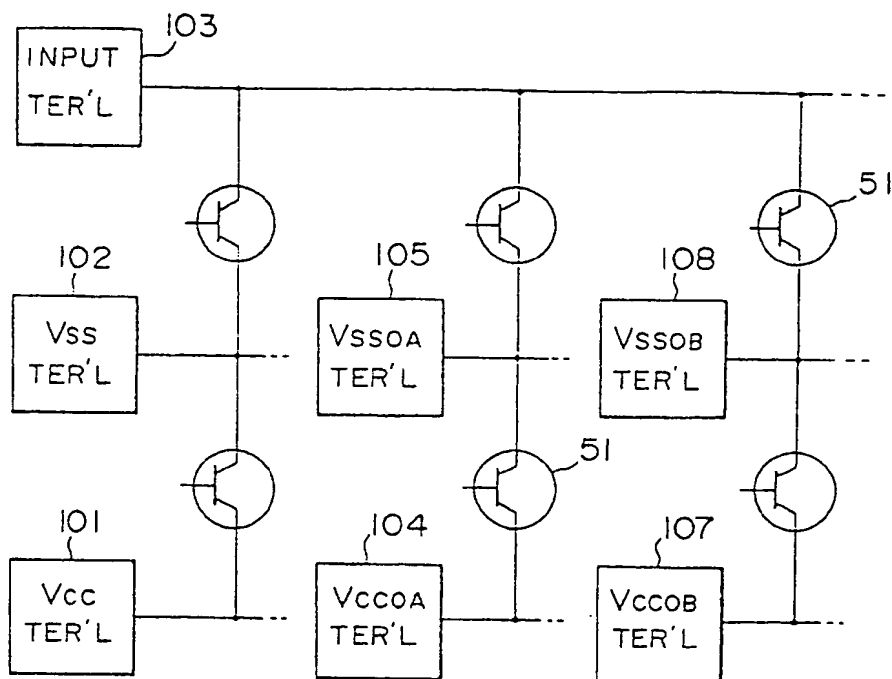 103
INPUT
TER'L
51
102
VSS
TER'L
105
VSSOA
TER'L
108
VSSOB
TER'L
51
101
VCC
TER'L
104
VCCOA
TER'L
107
VCCOB
TER'L